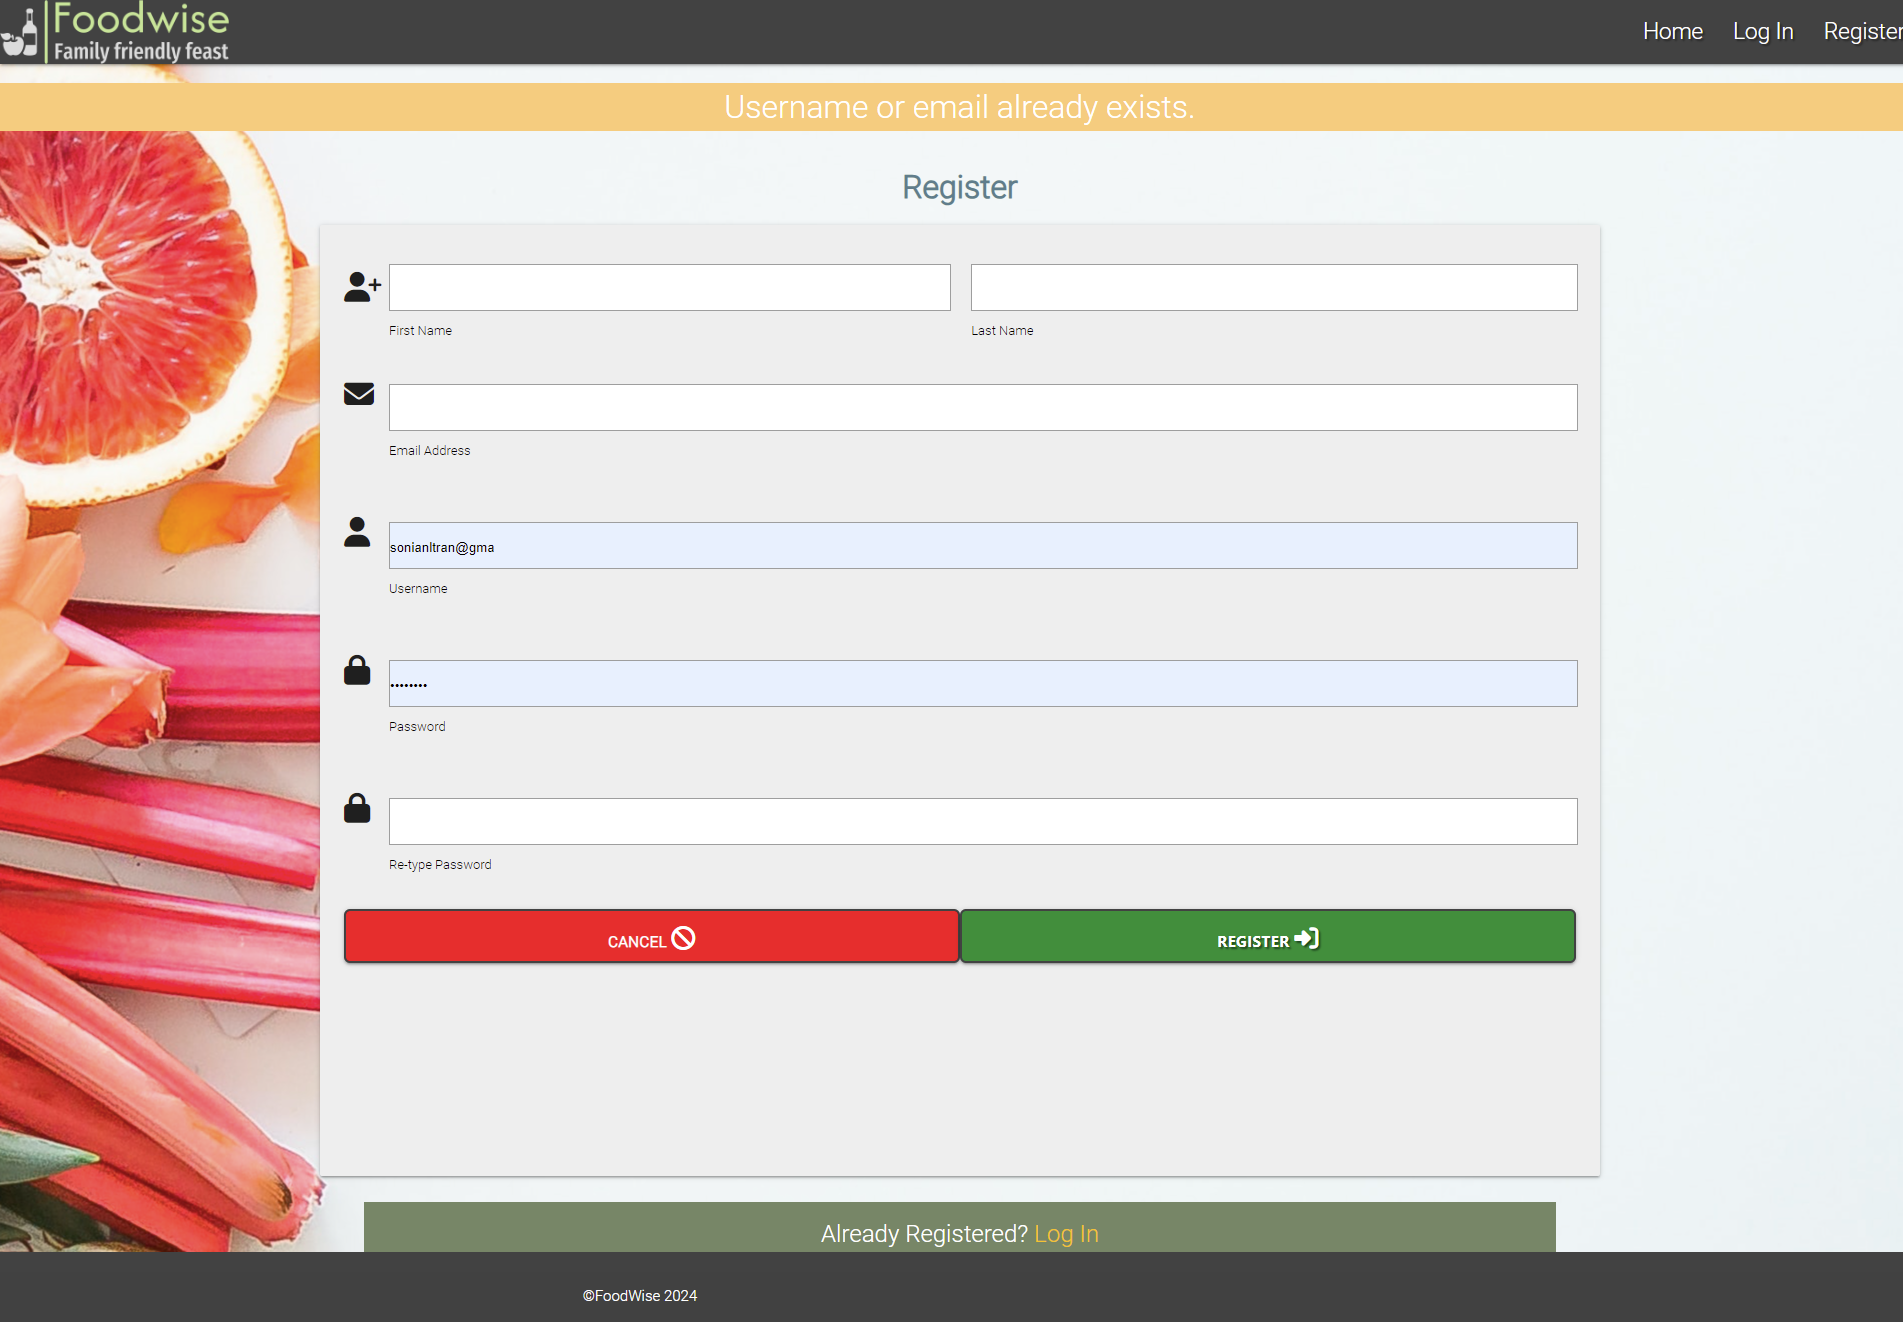 Foodwise
Family friendly feast
Home Log In Register
Username or email already exists.
Register
First Name Last Name
Email Address
sonianltran@gma
Username
Password
Re-type Password
CANCEL REGISTER
Already Registered? Log In
©FoodWise 2024